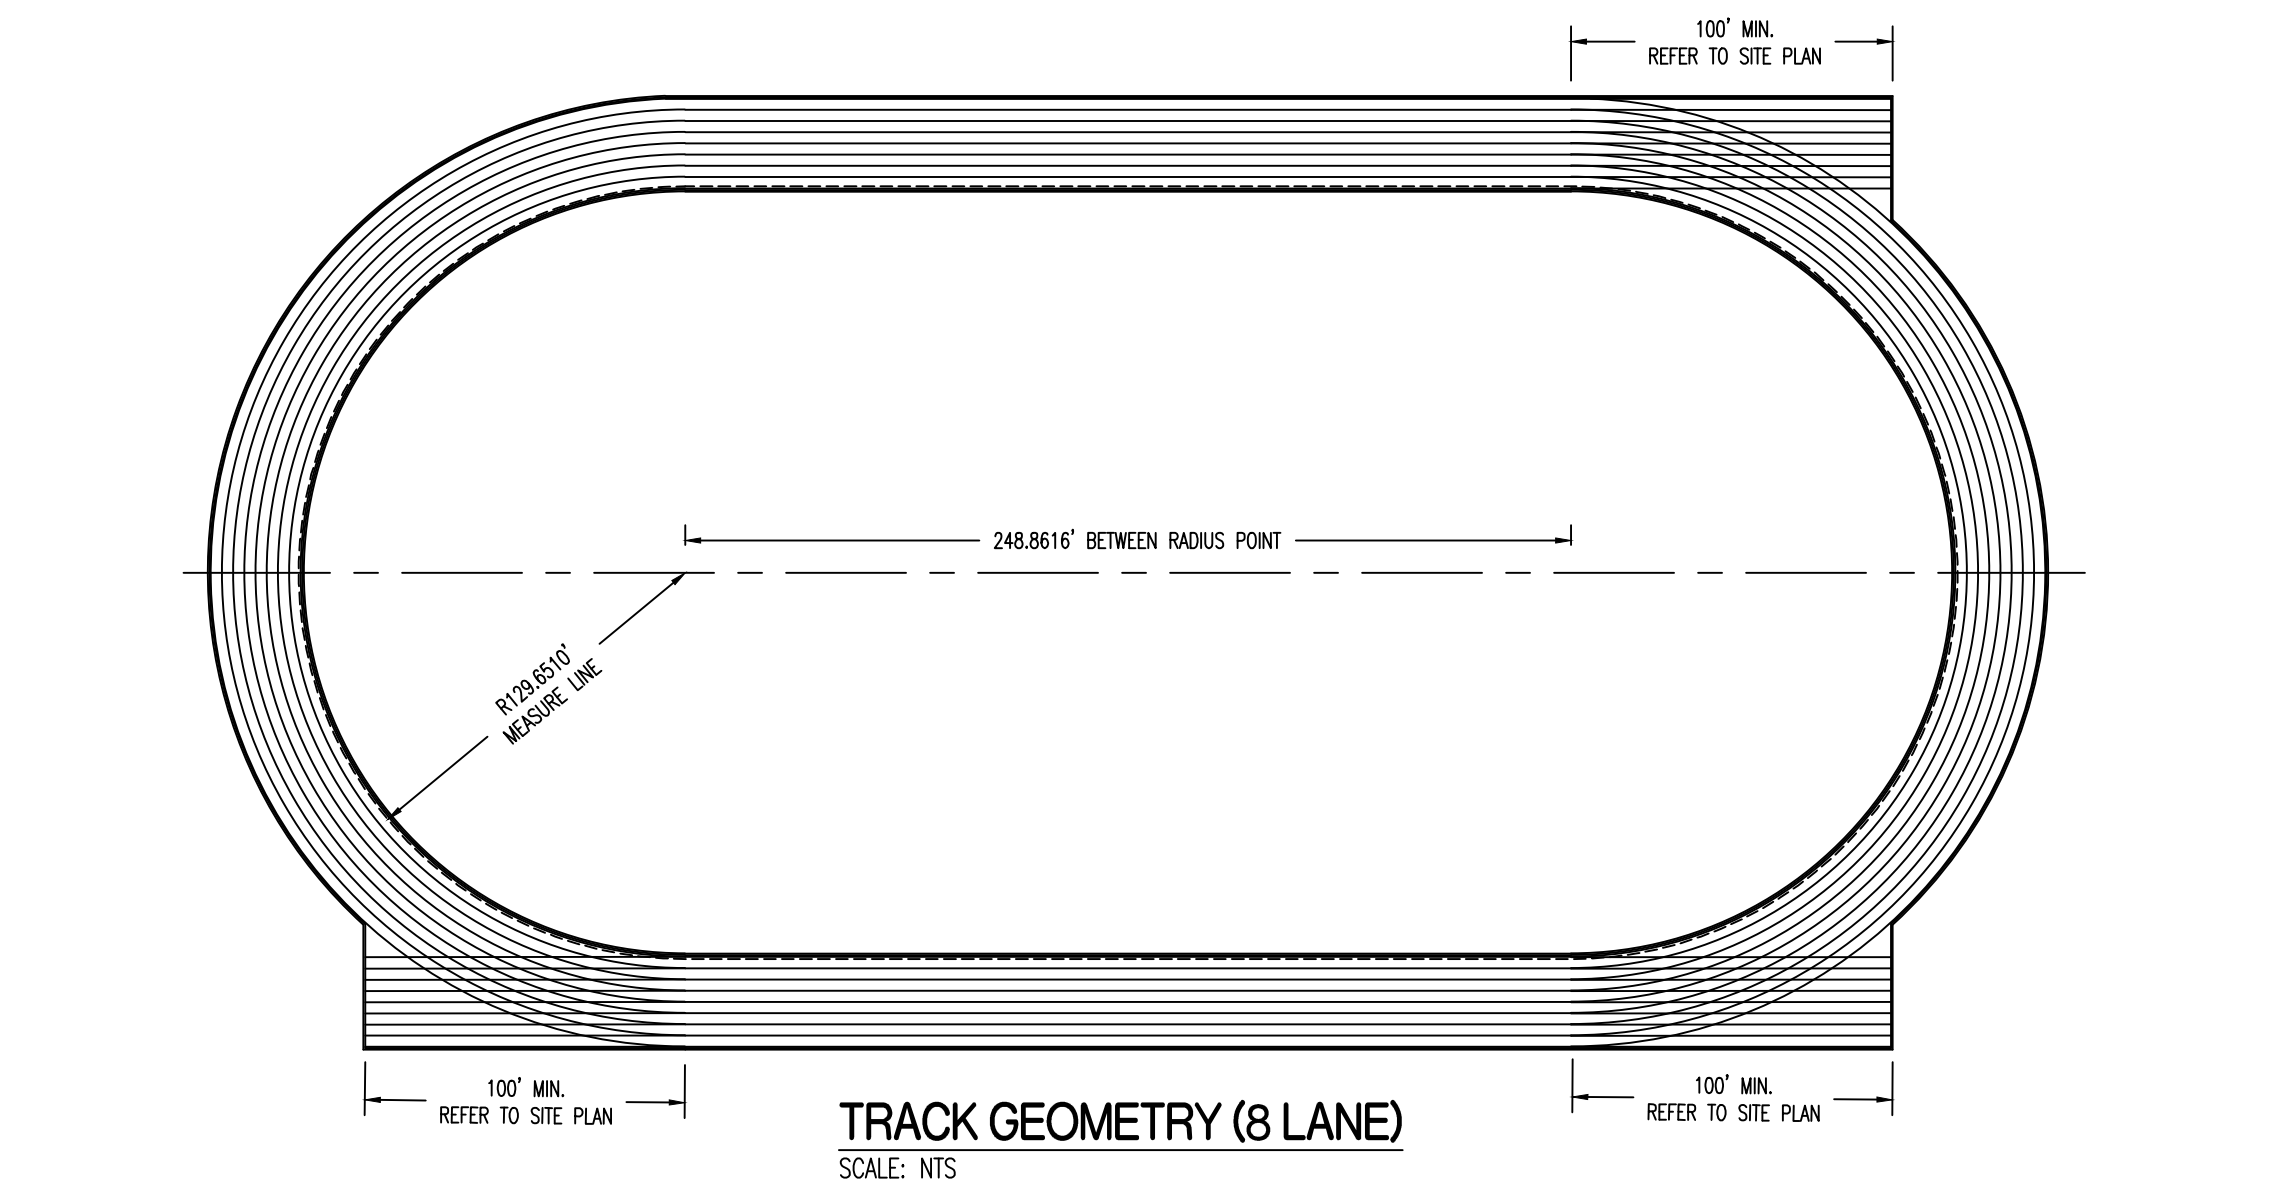 100' MIN.
REFER TO SITE PLAN
248.8616' BETWEEN RADIUS POINT
R129.6510'
MEASURE LINE
100' MIN.
REFER TO SITE PLAN
100' MIN.
REFER TO SITE PLAN
TRACK GEOMETRY (8 LANE)
SCALE: NTS